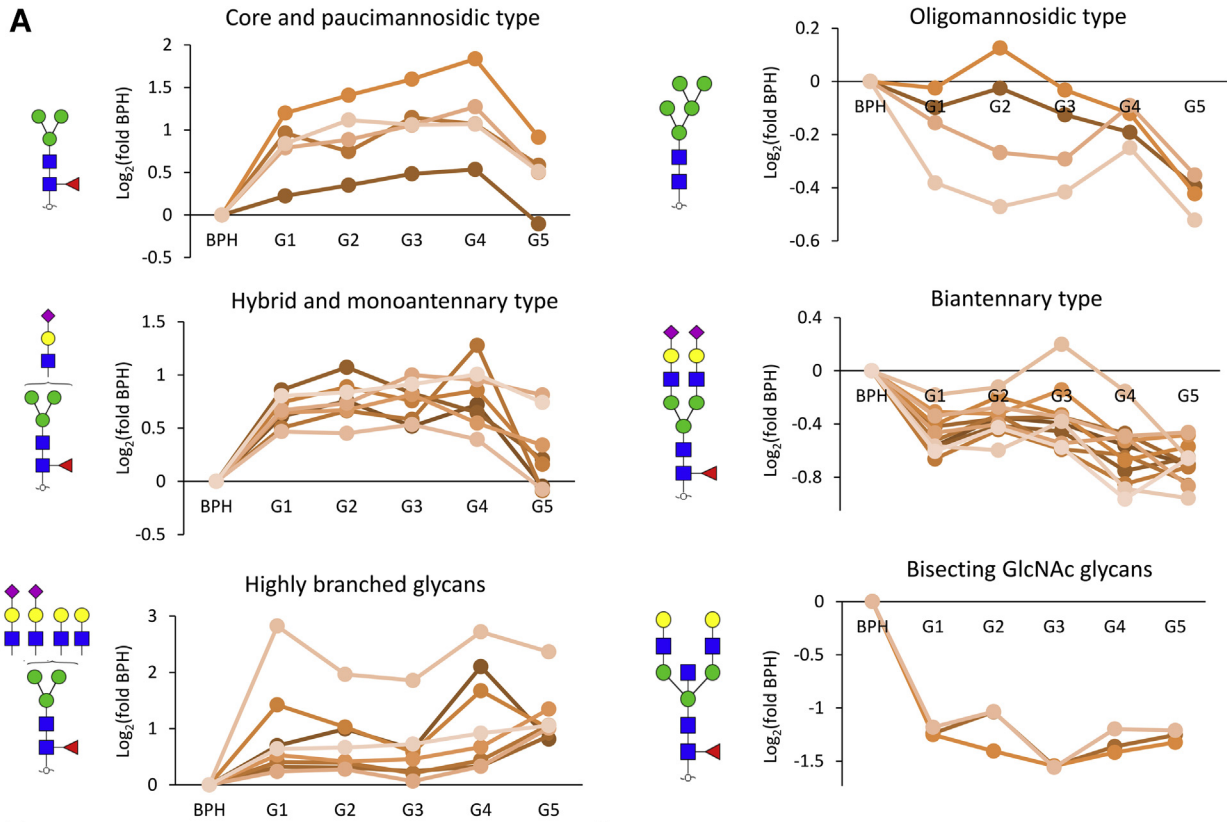 A
Core and paucimannosidic type
Log2(fold BPH)
2
1.5
1
0.5
0
-0.5
BPH G1 G2 G3 G4 G5
Oligomannosidic type
Log2(fold BPH)
0.2
0
-0.2
-0.4
-0.6
BPH G1 G2 G3 G4 G5
Hybrid and monoantennary type
Log2(fold BPH)
1.5
1
0.5
0
-0.5
BPH G1 G2 G3 G4 G5
Biantennary type
Log2(fold BPH)
0.4
0
-0.4
-0.8
BPH G1 G2 G3 G4 G5
Highly branched glycans
Log2(fold BPH)
3
2
1
0
BPH G1 G2 G3 G4 G5
Bisecting GlcNAc glycans
Log2(fold BPH)
0
-0.5
-1
-1.5
BPH G1 G2 G3 G4 G5